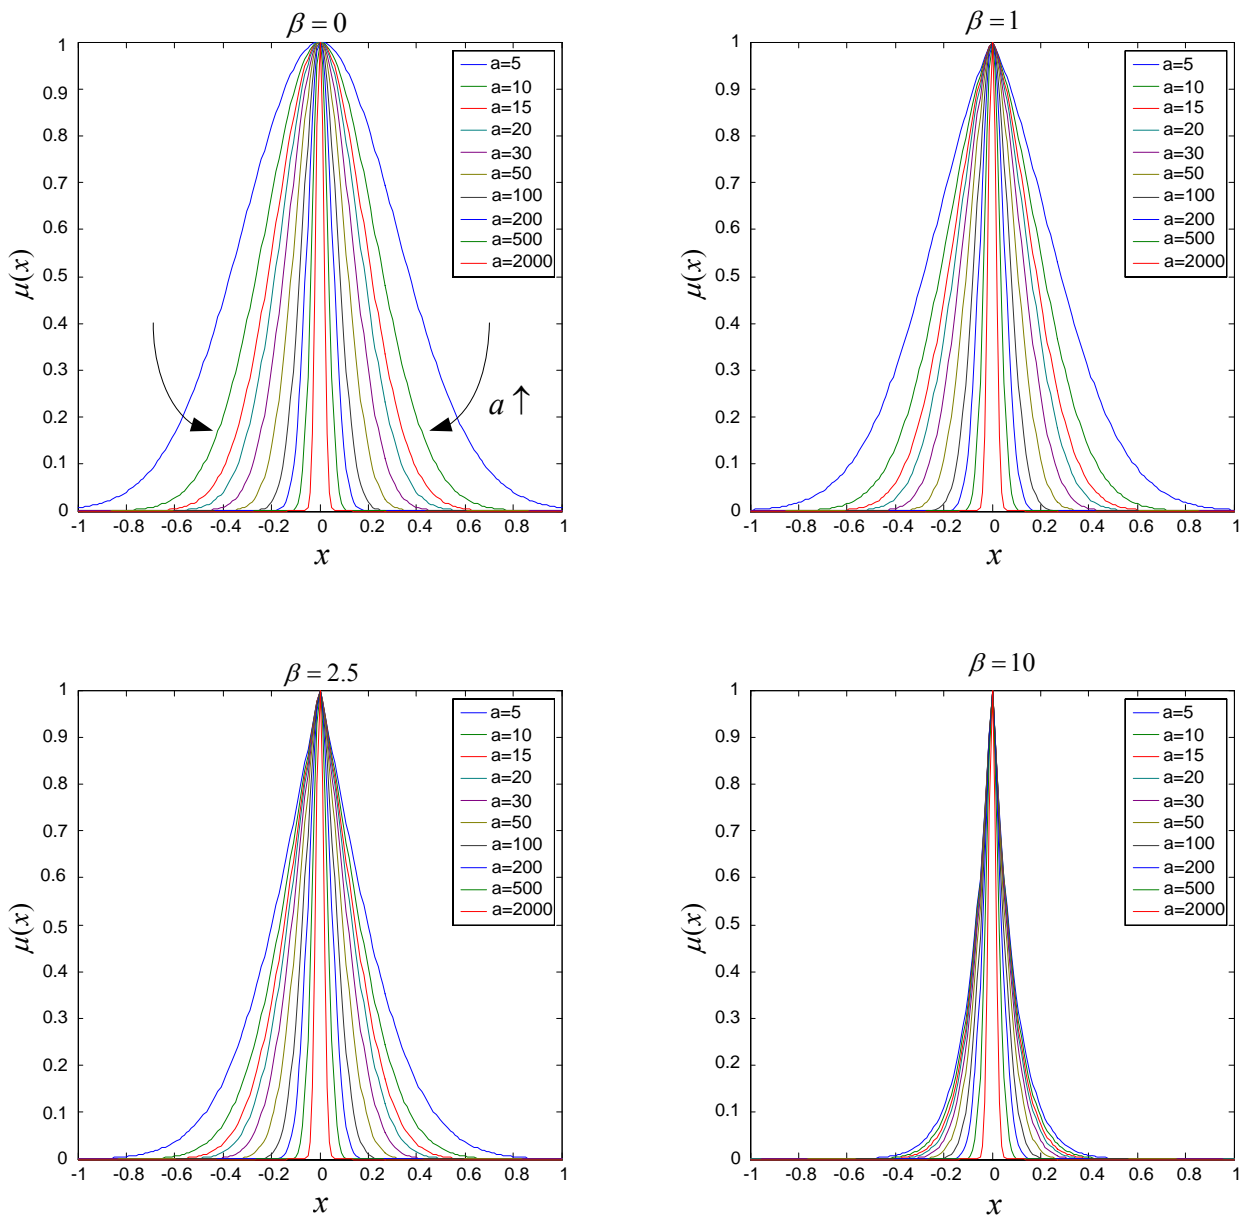 β = 0
1
0.9
0.8
0.7
0.6
0.5
0.4
0.3
0.2
0.1
0
μ(x)
-1 -0.8 -0.6 -0.4 -0.2 0 0.2 0.4 0.6 0.8 1
x
a ↑
a=5
a=10
a=15
a=20
a=30
a=50
a=100
a=200
a=500
a=2000
β = 1
1
0.9
0.8
0.7
0.6
0.5
0.4
0.3
0.2
0.1
0
μ(x)
-1 -0.8 -0.6 -0.4 -0.2 0 0.2 0.4 0.6 0.8 1
x
a=5
a=10
a=15
a=20
a=30
a=50
a=100
a=200
a=500
a=2000
β = 2.5
1
0.9
0.8
0.7
0.6
0.5
0.4
0.3
0.2
0.1
0
μ(x)
-1 -0.8 -0.6 -0.4 -0.2 0 0.2 0.4 0.6 0.8 1
x
a=5
a=10
a=15
a=20
a=30
a=50
a=100
a=200
a=500
a=2000
β = 10
1
0.9
0.8
0.7
0.6
0.5
0.4
0.3
0.2
0.1
0
μ(x)
-1 -0.8 -0.6 -0.4 -0.2 0 0.2 0.4 0.6 0.8 1
x
a=5
a=10
a=15
a=20
a=30
a=50
a=100
a=200
a=500
a=2000